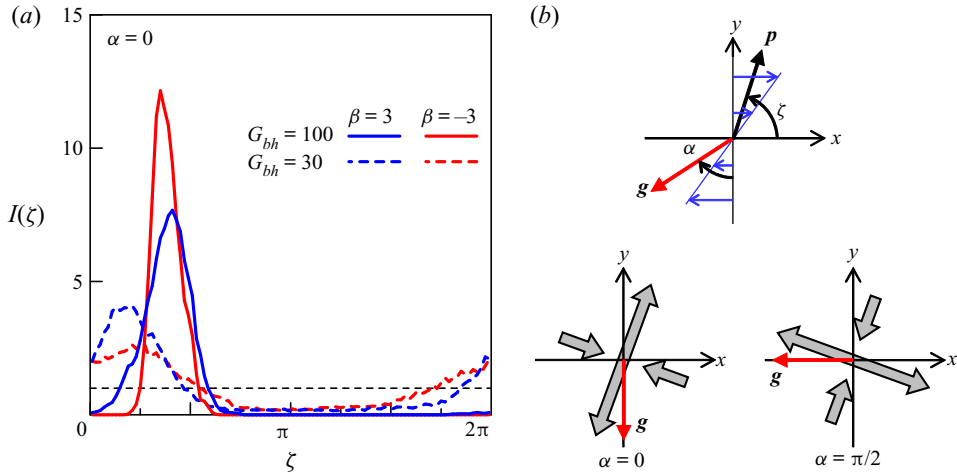 (a)
15
α = 0
β = 3
β = –3
G_bh = 100
G_bh = 30
10
I(ζ)
5
0
π
2π
ζ
(b)
y
p
ζ
x
α
g
y
x
g
α = 0
y
x
g
α = π/2